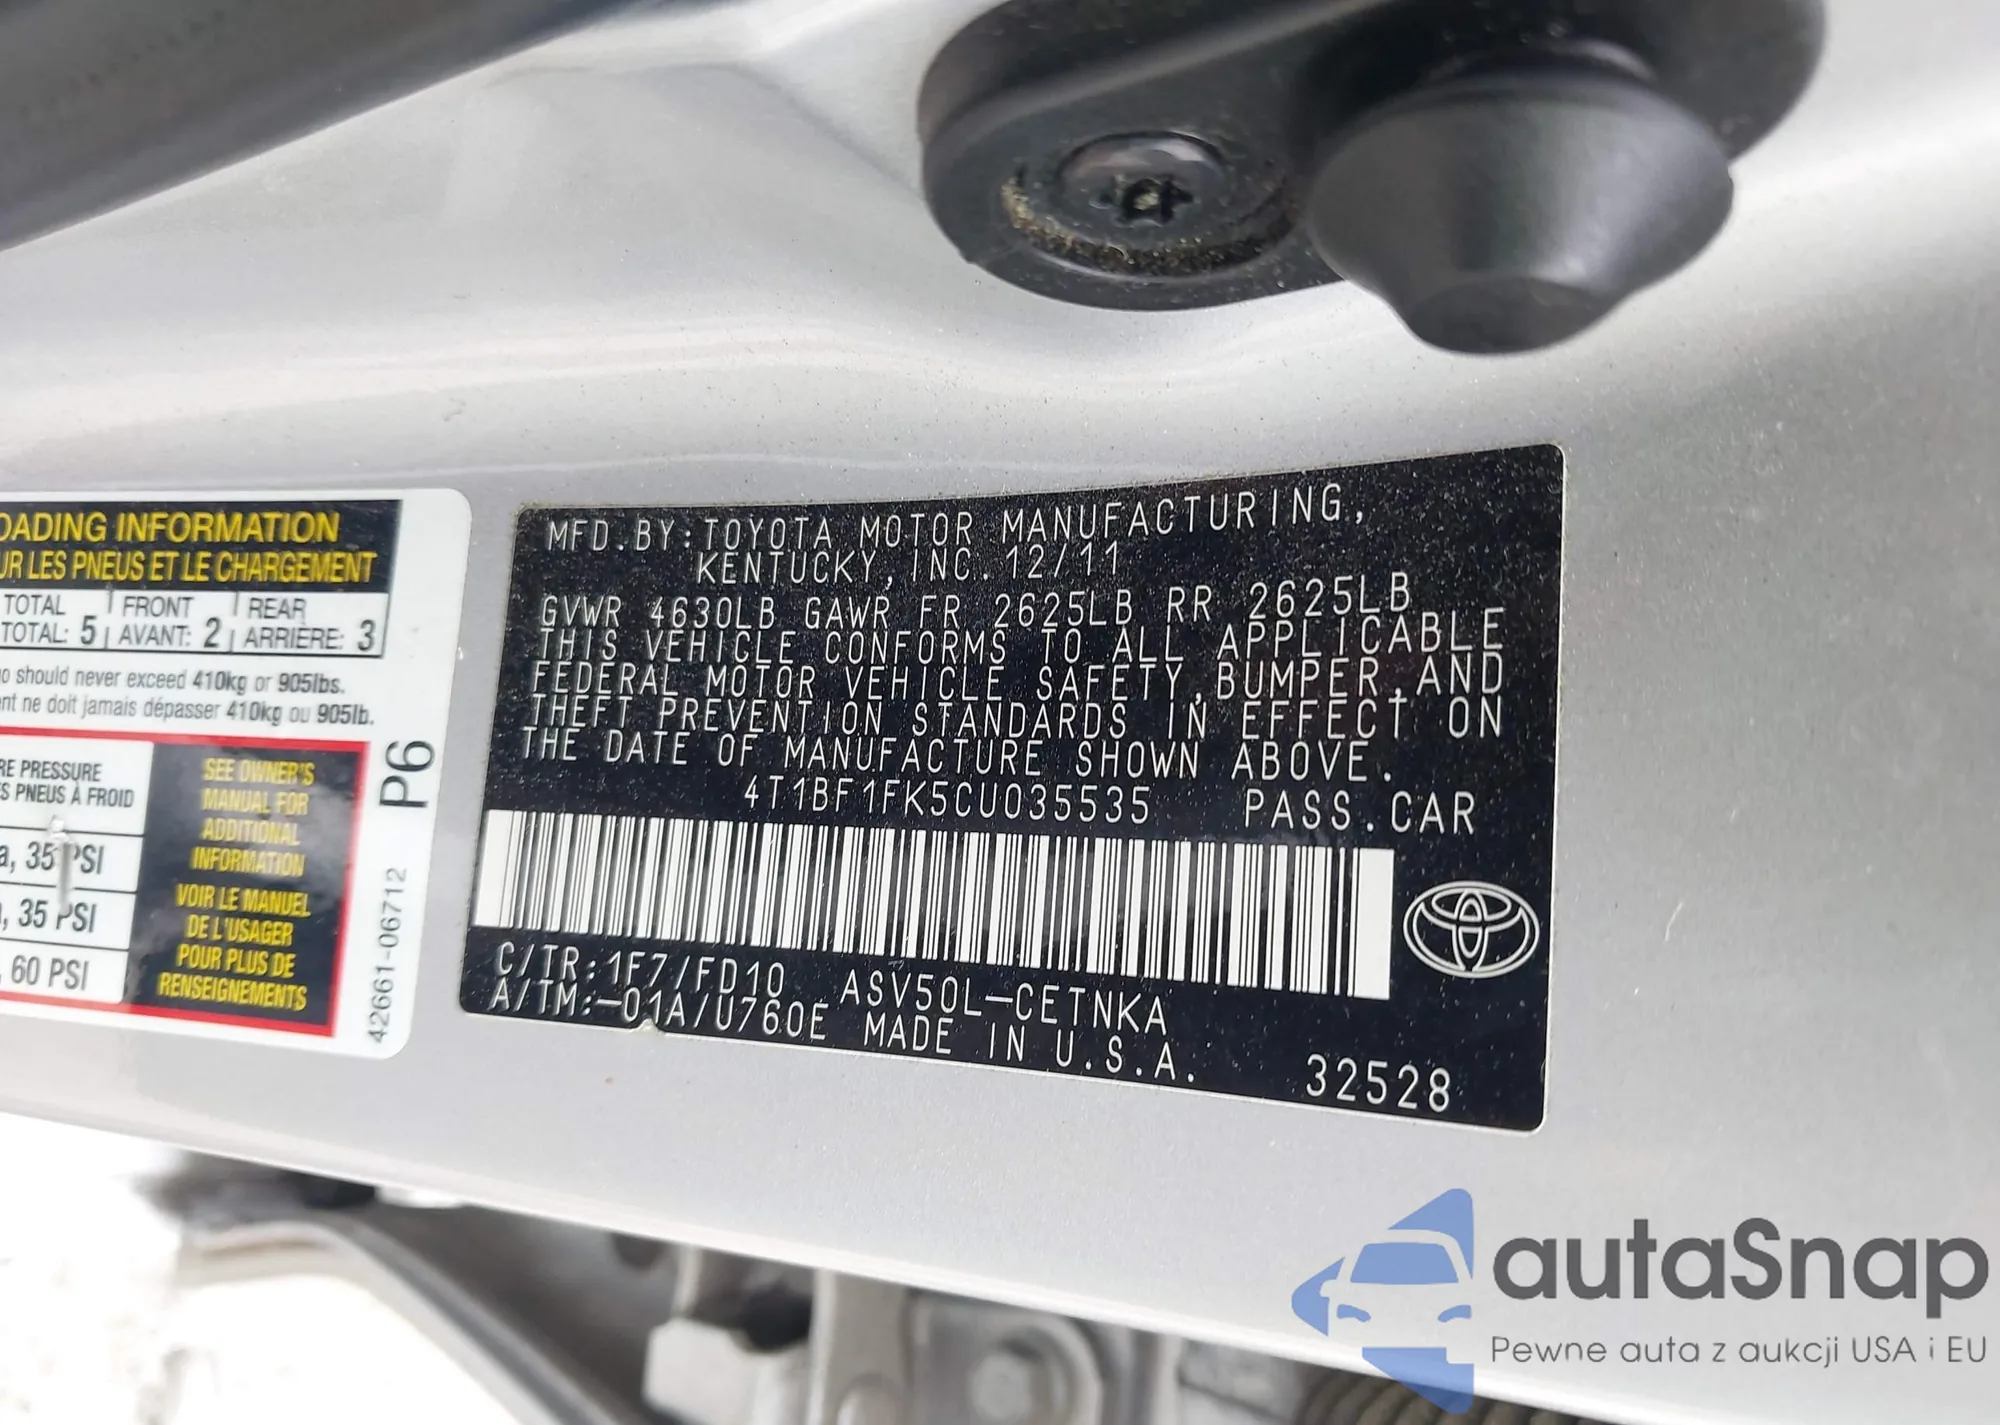 OADING INFORMATION
UR LES PNEUS ET LE CHARGEMENT
TOTAL | FRONT | REAR
TOTAL: 5 | AVANT: 2 | ARRIÈRE: 3
o should never exceed 410kg or 905lbs.
nt ne doit jamais dépasser 410kg ou 905lb.
RE PRESSURE
S PNEUS À FROID
a, 35 PSI
, 35 PSI
, 60 PSI
SEE OWNER'S
MANUAL FOR
ADDITIONAL
INFORMATION
VOIR LE MANUEL
DE L'USAGER
POUR PLUS DE
RENSEIGNEMENTS
P6
42661-06712
MFD.BY:TOYOTA MOTOR MANUFACTURING,
KENTUCKY, INC. 12/11
GVWR 4630LB GAWR FR 2625LB RR 2625LB
THIS VEHICLE CONFORMS TO ALL APPLICABLE
FEDERAL MOTOR VEHICLE SAFETY, BUMPER, AND
THEFT PREVENTION STANDARDS IN EFFECT ON
THE DATE OF MANUFACTURE SHOWN ABOVE.
4T1BF1FK5CU035535 PASS.CAR
C/TR:1F7/FD10 ASV50L-CETNKA
A/TM:-01A/U760E MADE IN U.S.A.
32528
autaSnap
Pewne auta z aukcji USA i EU